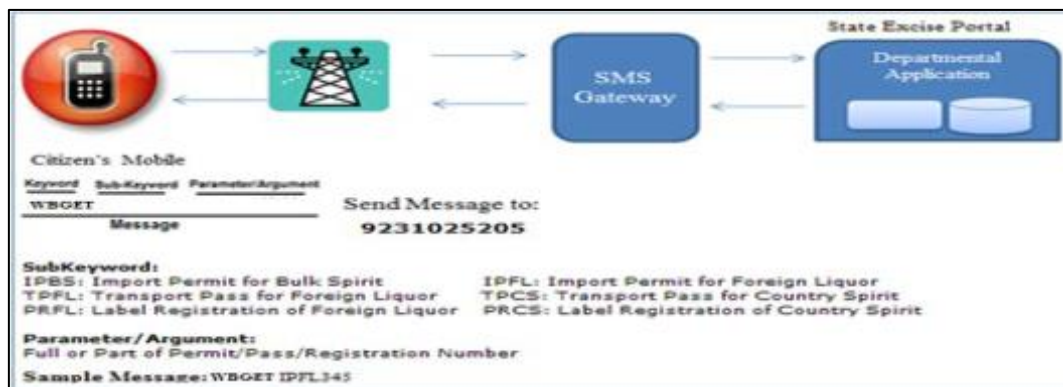 State Excise Portal
Departmental
Application
SMS
Gateway
Citizen's Mobile
Keyword Sub-Keyword Parameter/Argument
WBGET
Message
Send Message to:
9231025205
SubKeyword:
IPBS: Import Permit for Bulk Spirit IPFL: Import Permit for Foreign Liquor
TPFL: Transport Pass for Foreign Liquor TPCS: Transport Pass for Country Spirit
PRFL: Label Registration of Foreign Liquor PRCS: Label Registration of Country Spirit
Parameter/Argument:
Full or Part of Permit/Pass/Registration Number
Sample Message: WBGET IPFL345